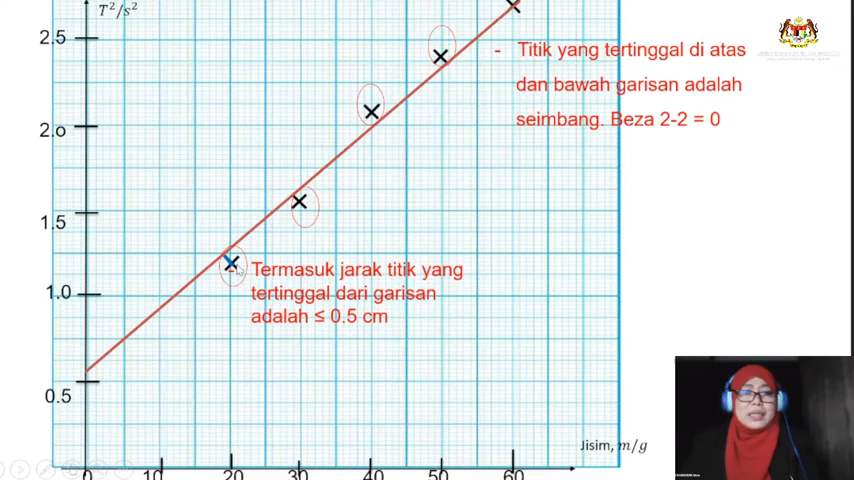 T²/s²
2.5
- Titik yang tertinggal di atas
dan bawah garisan adalah
seimbang. Beza 2-2 = 0
2.o
1.5
- Termasuk jarak titik yang
1.0
tertinggal dari garisan
adalah ≤ 0.5 cm
0.5
Jisim, m/g
0 10 20 30 40 50 60